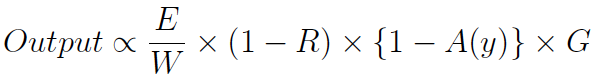 Output ∝ E/W × (1 − R) × {1 − A(y)} × G